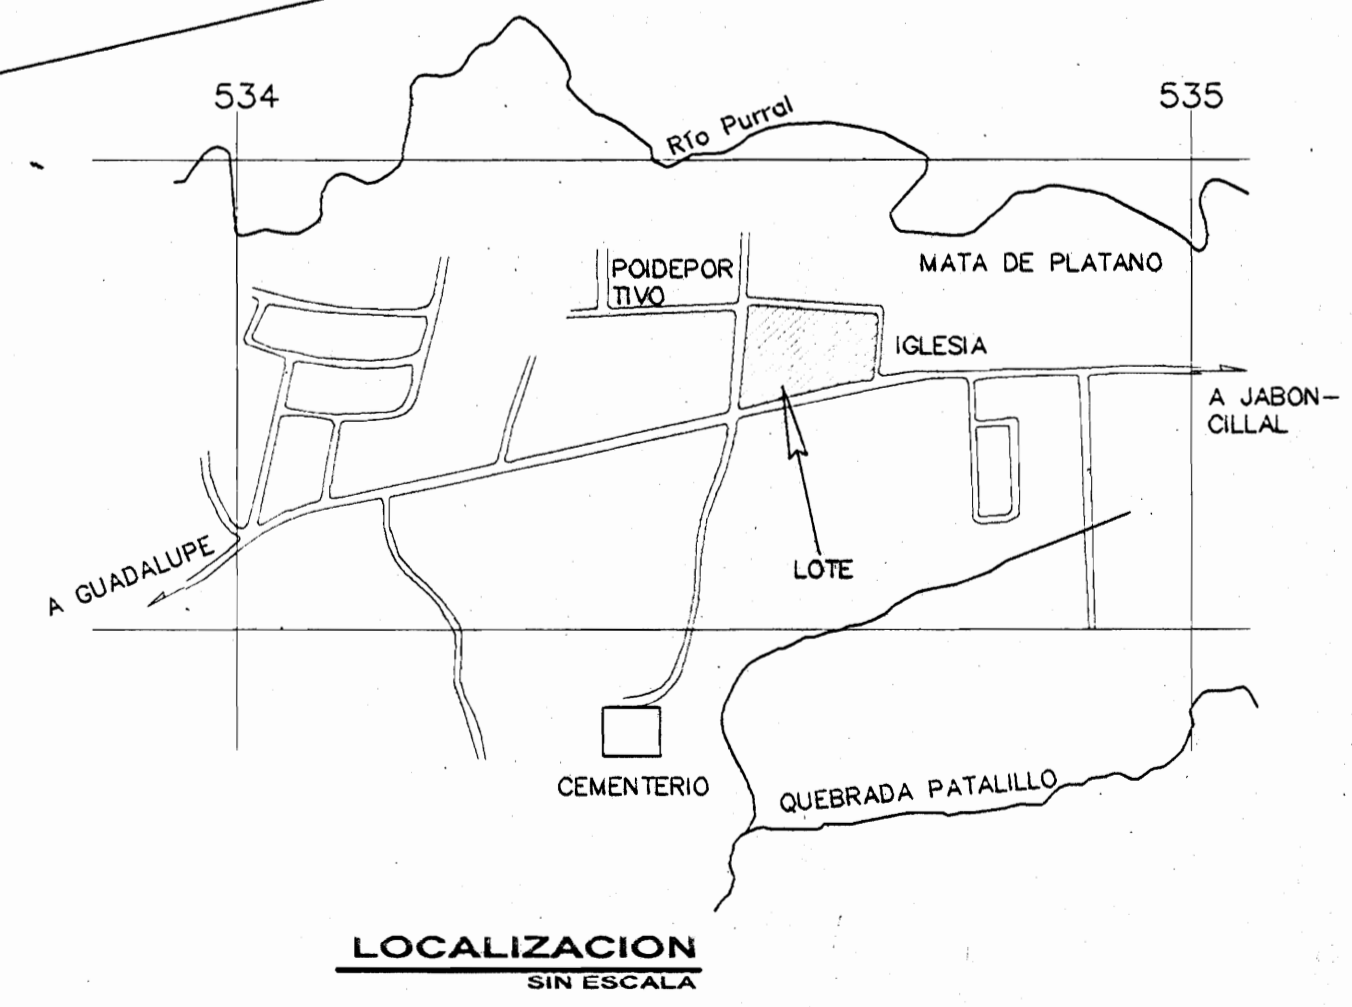 534
535
Río Purral
POIDEPOR
TIVO
MATA DE PLATANO
IGLESIA
A JABON-
CILLAL
LOTE
A GUADALUPE
CEMENTERIO
QUEBRADA PATALILLO
LOCALIZACION
SIN ESCALA